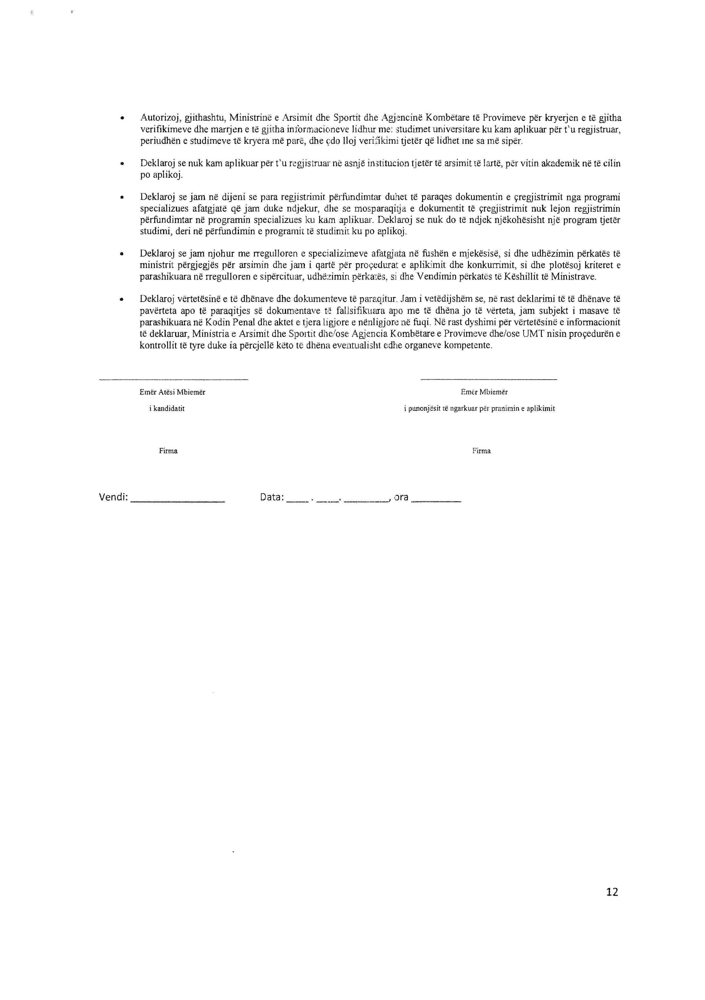 • Autorizoj, gjithashtu, Ministrinë e Arsimit dhe Sportit dhe Agjencinë Kombëtare të Provimeve për kryerjen e të gjitha
verifikimeve dhe marrjen e të gjitha informacioneve lidhur me: studimet universitare ku kam aplikuar për t'u regjistruar,
periudhën e studimeve të kryera më parë, dhe çdo lloj verifikimi tjetër që lidhet me sa më sipër.
• Deklaroj se nuk kam aplikuar për t'u regjistruar në asnjë institucion tjetër të arsimit të lartë, për vitin akademik në të cilin
po aplikoj.
• Deklaroj se jam në dijeni se para regjistrimit përfundimtar duhet të paraqes dokumentin e çregjistrimit nga programi
specializues afatgjatë që jam duke ndjekur, dhe se mosparaqitja e dokumentit të çregjistrimit nuk lejon regjistrimin
përfundimtar në programin specializues ku kam aplikuar. Deklaroj se nuk do të ndjek njëkohësisht një program tjetër
studimi, deri në përfundimin e programit të studimit ku po aplikoj.
• Deklaroj se jam njohur me rregulloren e specializimeve afatgjata në fushën e mjekësisë, si dhe udhëzimin përkatës të
ministrit përgjegjës për arsimin dhe jam i qartë për proçedurat e aplikimit dhe konkurrimit, si dhe plotësoj kriteret e
parashikuara në rregulloren e sipërcituar, udhëzimin përkatës, si dhe Vendimin përkatës të Këshillit të Ministrave.
• Deklaroj vërtetësinë e të dhënave dhe dokumenteve të paraqitur. Jam i vetëdijshëm se, në rast deklarimi të të dhënave të
pavërteta apo të paraqitjes së dokumentave të fallsifikuara apo me të dhëna jo të vërteta, jam subjekt i masave të
parashikuara në Kodin Penal dhe aktet e tjera ligjore e nënligjore në fuqi. Në rast dyshimi për vërtetësinë e informacionit
të deklaruar, Ministria e Arsimit dhe Sportit dhe/ose Agjencia Kombëtare e Provimeve dhe/ose UMT nisin proçedurën e
kontrollit të tyre duke ia përcjellë këto të dhëna eventualisht edhe organeve kompetente.
Emër Atësi Mbiemër
Emër Mbiemër
i kandidatit
i punonjësit të ngarkuar për pranimin e aplikimit
Firma
Firma
Vendi: ________ Data: ____ . ____. ________, ora ________
12